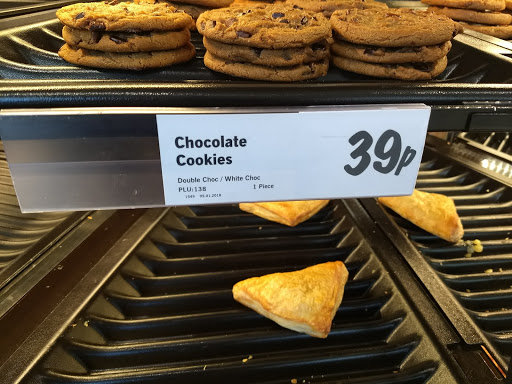 Chocolate
Cookies
39p
Double Choc / White Choc
PLU:138 1 Piece